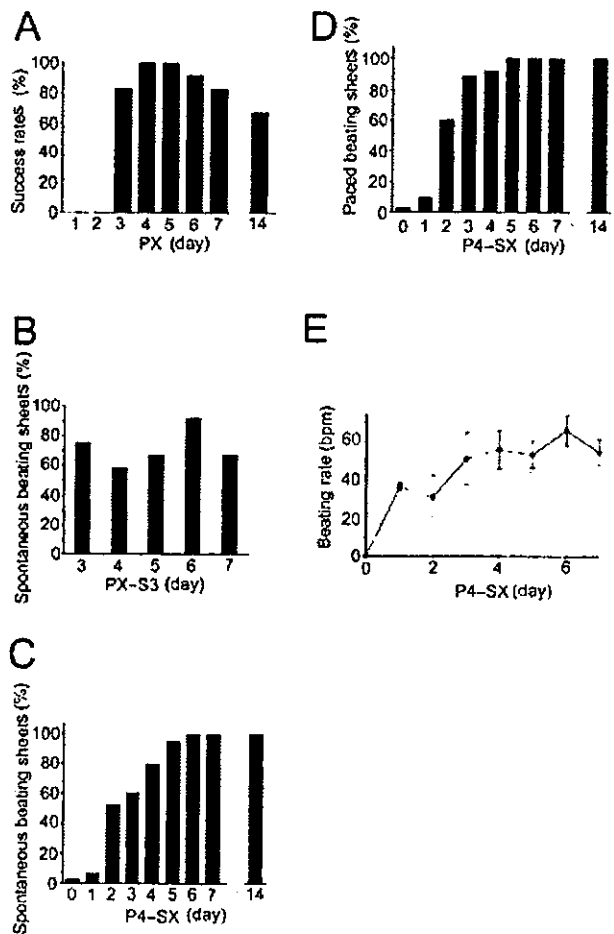 A
Success rates (%)
100
80
60
40
20
0
1 2 3 4 5 6 7 14
PX (day)
B
Spontaneous beating sheets (%)
100
80
60
40
20
0
3 4 5 6 7
PX-S3 (day)
C
Spontaneous beating sheets (%)
100
80
60
40
20
0
0 1 2 3 4 5 6 7 14
P4-SX (day)
D
Paced beating sheets (%)
100
80
60
40
20
0
0 1 2 3 4 5 6 7 14
P4-SX (day)
E
Beating rate (bpm)
60
40
20
0
0 2 4 6
P4-SX (day)